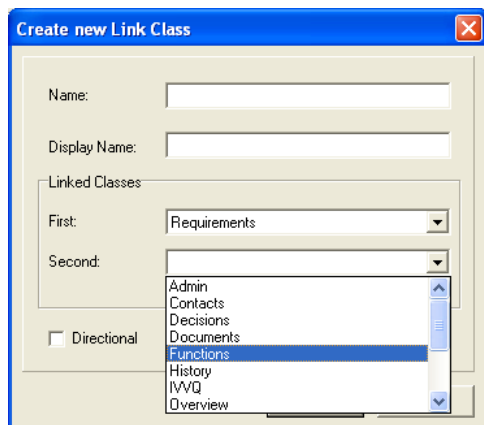 Create new Link Class
Name:
Display Name:
Linked Classes
First: Requirements
Second:
Admin
Contacts
Decisions
Documents
Functions
History
IVVQ
Overview
Directional